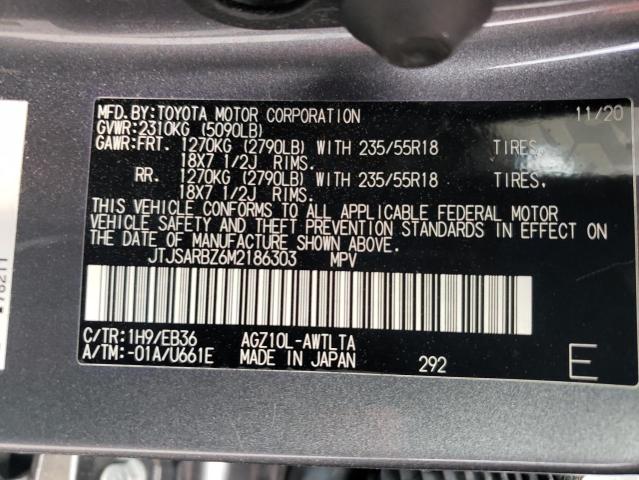 MFD.BY:TOYOTA MOTOR CORPORATION 11/20
GVWR:2310KG (5090LB)
GAWR:FRT. 1270KG (2790LB) WITH 235/55R18 TIRES,
18X7 1/2J RIMS.
RR. 1270KG (2790LB) WITH 235/55R18 TIRES,
18X7 1/2J RIMS.
THIS VEHICLE CONFORMS TO ALL APPLICABLE FEDERAL MOTOR
VEHICLE SAFETY AND THEFT PREVENTION STANDARDS IN EFFECT ON
THE DATE OF MANUFACTURE SHOWN ABOVE.
JTJSARBZ6M2186303 MPV
C/TR:1H9/EB36 AGZ10L-AWTLTA
A/TM:-01A/U661E MADE IN JAPAN 292 E